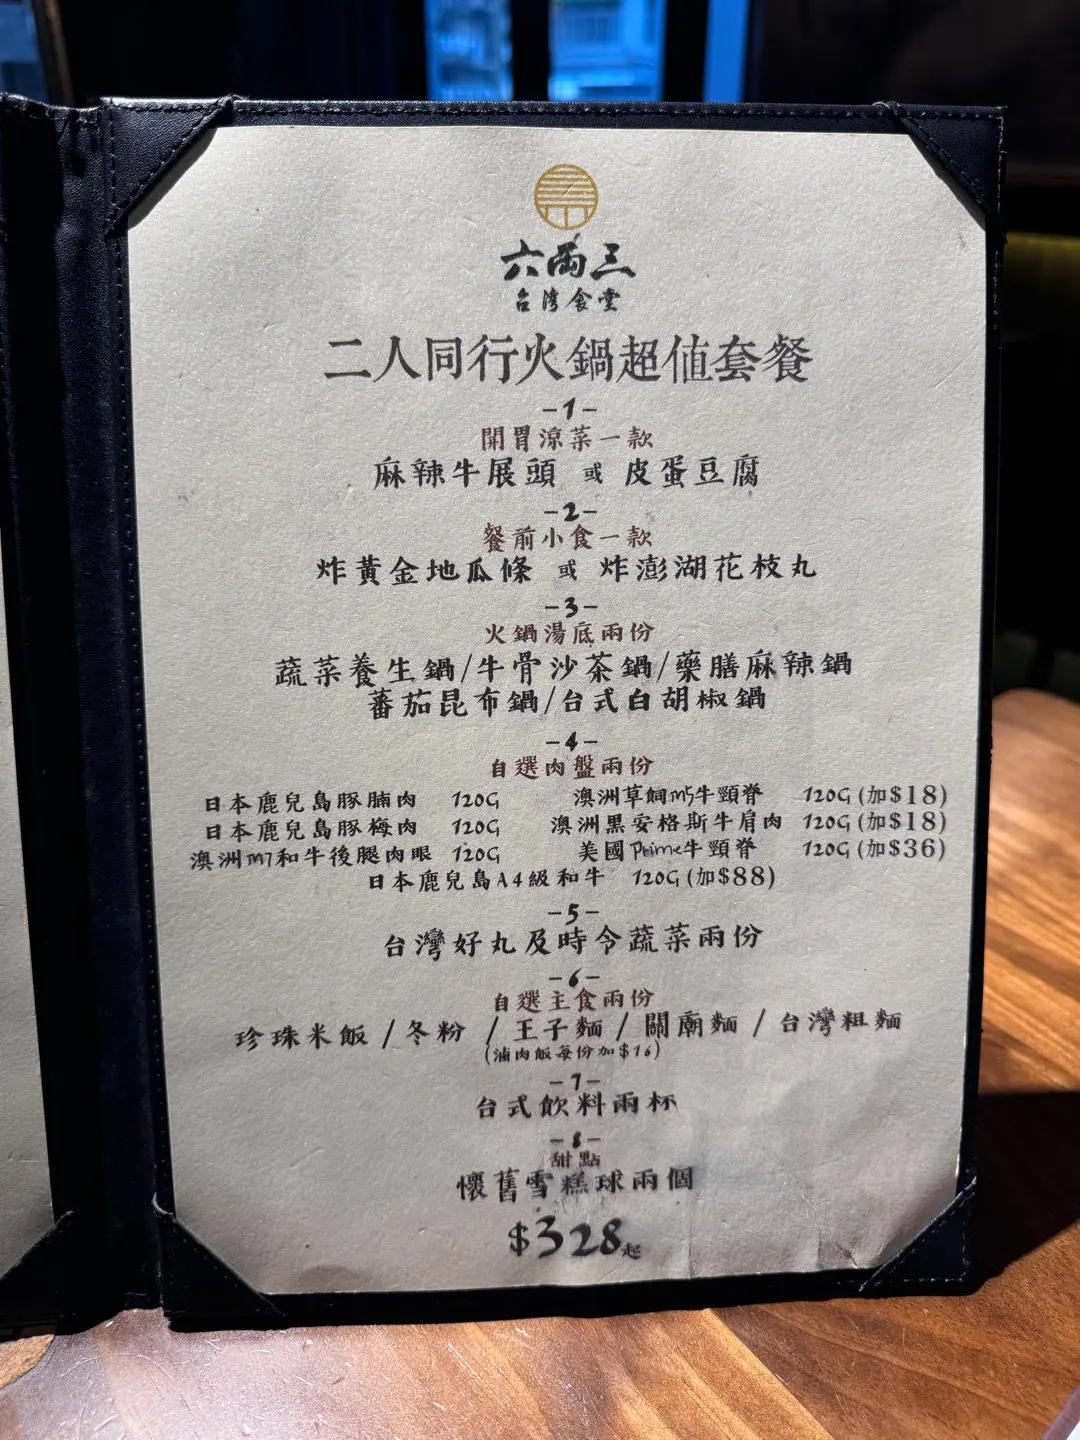 六兩三
台灣食堂
二人同行火鍋超值套餐
-1-
開胃涼菜一款
麻辣牛展頭 或 皮蛋豆腐
-2-
餐前小食一款
炸黃金地瓜條 或 炸澎湖花枝丸
-3-
火鍋湯底兩份
蔬菜養生鍋/牛骨沙茶鍋/藥膳麻辣鍋
蕃茄昆布鍋/台式白胡椒鍋
-4-
自選肉盤兩份
日本鹿兒島豚腩肉 120G 澳洲草飼m5牛頸脊 120G (加$18)
日本鹿兒島豚梅肉 120G 澳洲黑安格斯牛肩肉 120G (加$18)
澳洲m7和牛後腿肉眼 120G 美國Prime牛頸脊 120G (加$36)
日本鹿兒島A4級和牛 120G (加$88)
-5-
台灣好丸及時令蔬菜兩份
-6-
自選主食兩份
珍珠米飯 / 冬粉 / 王子麵 / 關廟麵 / 台灣粗麵
(滷肉飯每份加$16)
-7-
台式飲料兩杯
-8-
甜點
懷舊雪糕球兩個
$328起